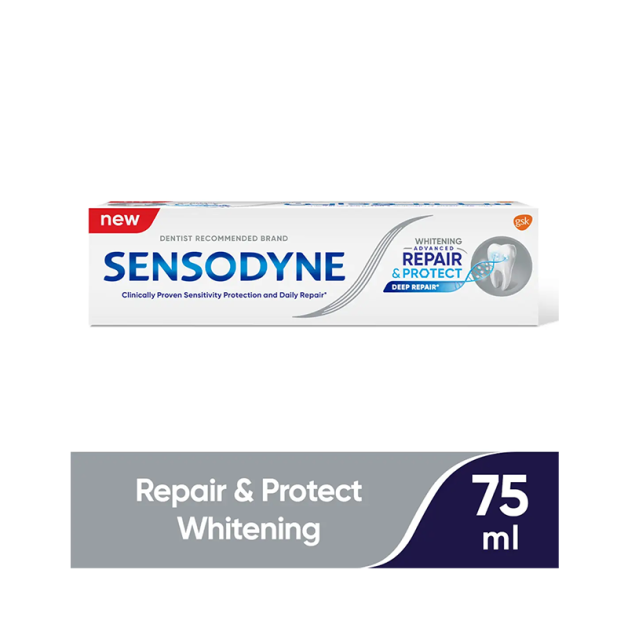 new
DENTIST RECOMMENDED BRAND
SENSODYNE
Clinically Proven Sensitivity Protection and Daily Repair*
WHITENING
ADVANCED
REPAIR
& PROTECT
DEEP REPAIR*
gsk
Repair & Protect
Whitening
75
ml